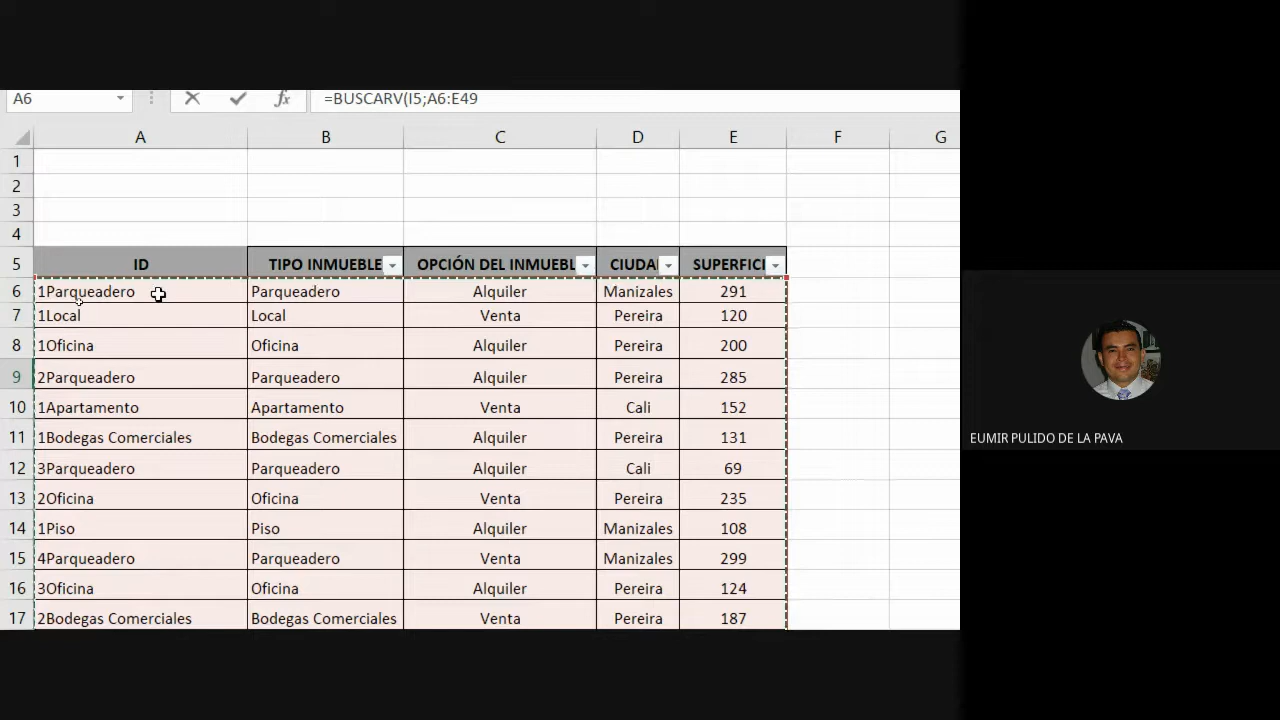 A6 fx =BUSCARV(I5;A6:E49
A B C D E F G
1
2
3
4
5 ID TIPO INMUEBLE OPCIÓN DEL INMUEBL CIUDA SUPERFICI
6 1Parqueadero Parqueadero Alquiler Manizales 291
7 1Local Local Venta Pereira 120
8 1Oficina Oficina Alquiler Pereira 200
9 2Parqueadero Parqueadero Alquiler Pereira 285
10 1Apartamento Apartamento Venta Cali 152
11 1Bodegas Comerciales Bodegas Comerciales Alquiler Pereira 131
12 3Parqueadero Parqueadero Alquiler Cali 69
13 2Oficina Oficina Venta Pereira 235
14 1Piso Piso Alquiler Manizales 108
15 4Parqueadero Parqueadero Venta Manizales 299
16 3Oficina Oficina Alquiler Pereira 124
17 2Bodegas Comerciales Bodegas Comerciales Venta Pereira 187
EUMIR PULIDO DE LA PAVA